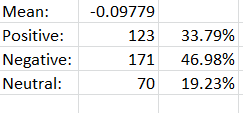 Mean: -0.09779
Positive: 123 33.79%
Negative: 171 46.98%
Neutral: 70 19.23%